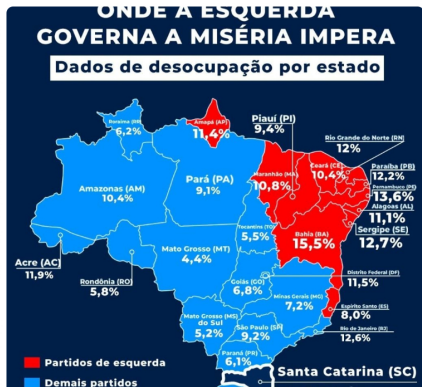 ONDE A ESQUERDA
GOVERNA A MISÉRIA IMPERA
Dados de desocupação por estado
Roraima (RR)
6,2%
Amapá (AP)
11,4%
Piauí (PI)
9,4%
Rio Grande do Norte (RN)
12%
Amazonas (AM)
10,4%
Pará (PA)
9,1%
Maranhão (MA)
10,8%
Ceará (CE)
10,4%
Paraíba (PB)
12,2%
Pernambuco (PE)
13,6%
Alagoas (AL)
11,1%
Sergipe (SE)
12,7%
Tocantins (TO)
5,5%
Bahia (BA)
15,5%
Mato Grosso (MT)
4,4%
Acre (AC)
11,9%
Rondônia (RO)
5,8%
Distrito Federal (DF)
11,5%
Goiás (GO)
6,8%
Minas Gerais (MG)
7,2%
Espírito Santo (ES)
8,0%
Mato Grosso (MS)
do Sul
5,2%
São Paulo (SP)
9,2%
Rio de Janeiro (RJ)
12,6%
Paraná (PR)
6,1%
Partidos de esquerda
Santa Catarina (SC)
Demais partidos